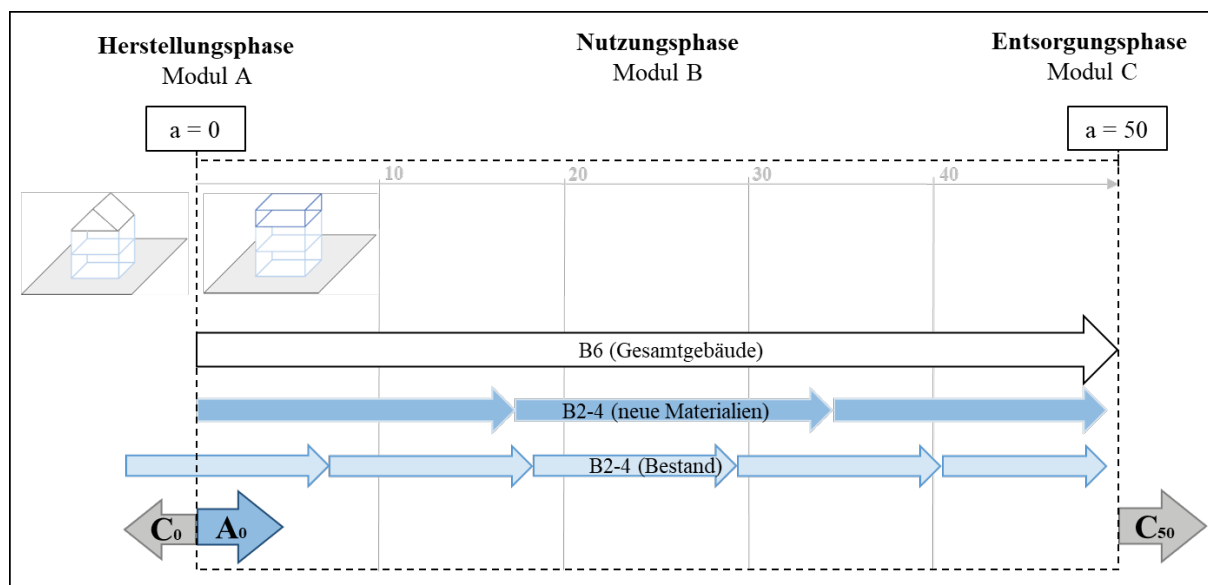 Herstellungsphase
Modul A
Nutzungsphase
Modul B
Entsorgungsphase
Modul C
a = 0
a = 50
10
20
30
40
B6 (Gesamtgebäude)
B2-4 (neue Materialien)
B2-4 (Bestand)
C0
A0
C50